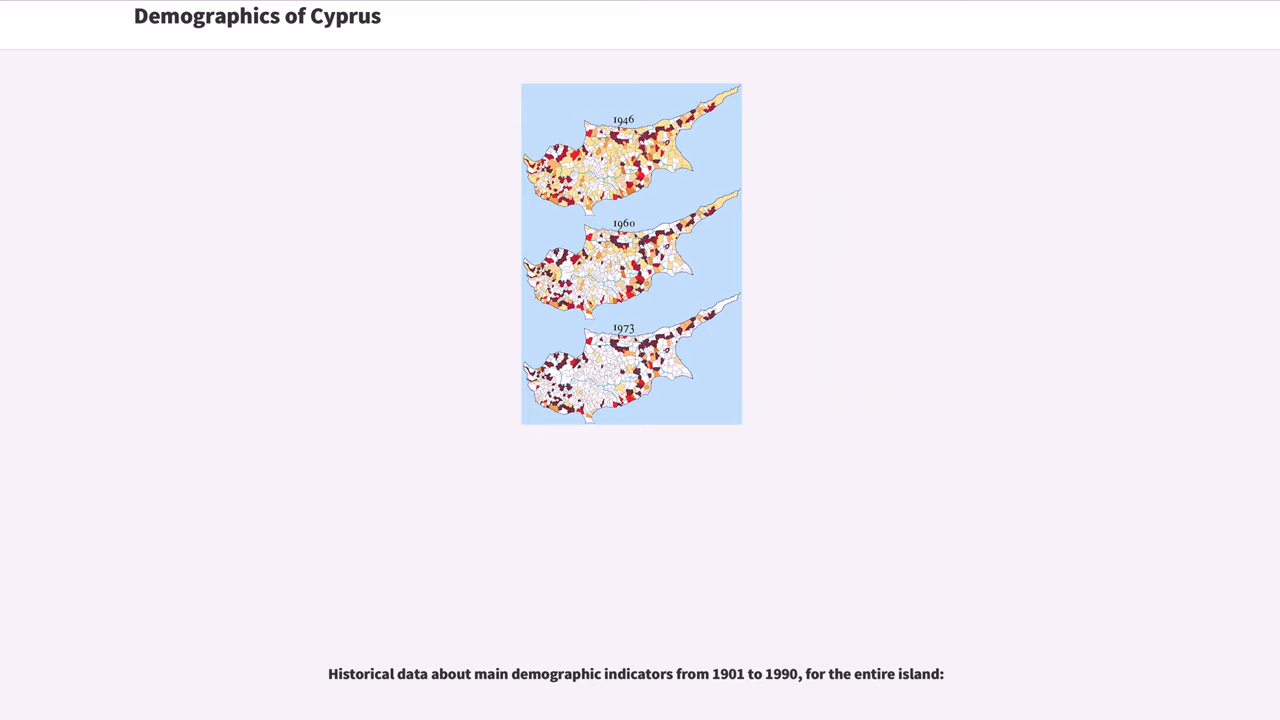 Demographics of Cyprus
1946
1960
1973
Historical data about main demographic indicators from 1901 to 1990, for the entire island: